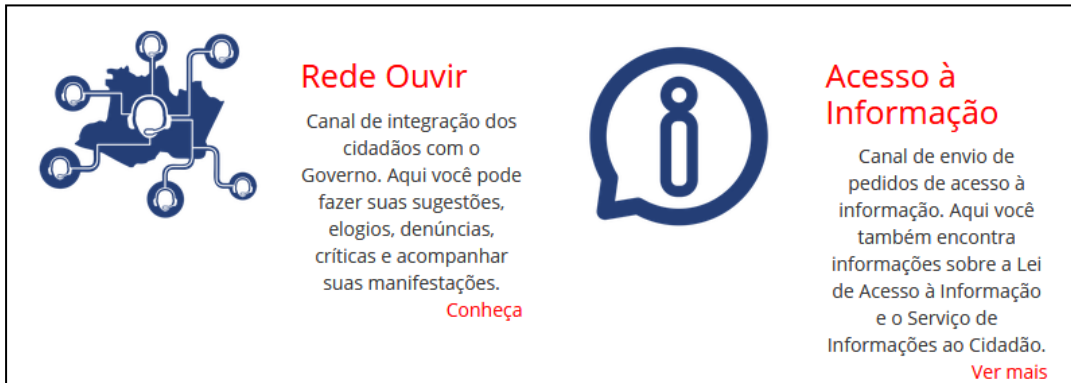 Rede Ouvir
Canal de integração dos
cidadãos com o
Governo. Aqui você pode
fazer suas sugestões,
elogios, denúncias,
críticas e acompanhar
suas manifestações.
Conheça
Acesso à
Informação
Canal de envio de
pedidos de acesso à
informação. Aqui você
também encontra
informações sobre a Lei
de Acesso à Informação
e o Serviço de
Informações ao Cidadão.
Ver mais